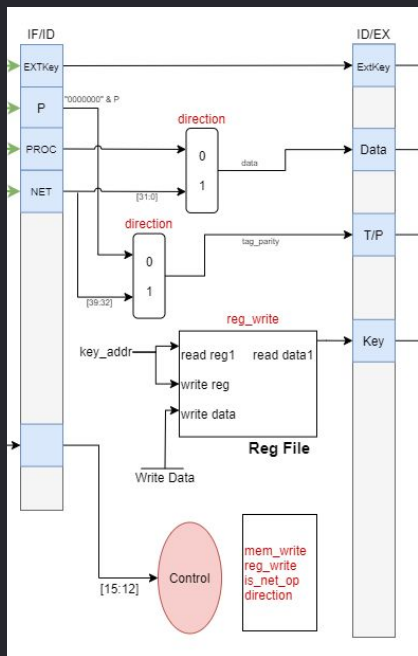 IF/ID
ID/EX
EXTKey
ExtKey
P
"0000000" & P
direction
PROC
0
data
Data
NET
[31:0]
1
direction
0
tag_parity
T/P
[39:32]
1
reg_write
key_addr
read reg1
read data1
Key
write reg
write data
Reg File
Write Data
Control
[15:12]
mem_write
reg_write
is_net_op
direction